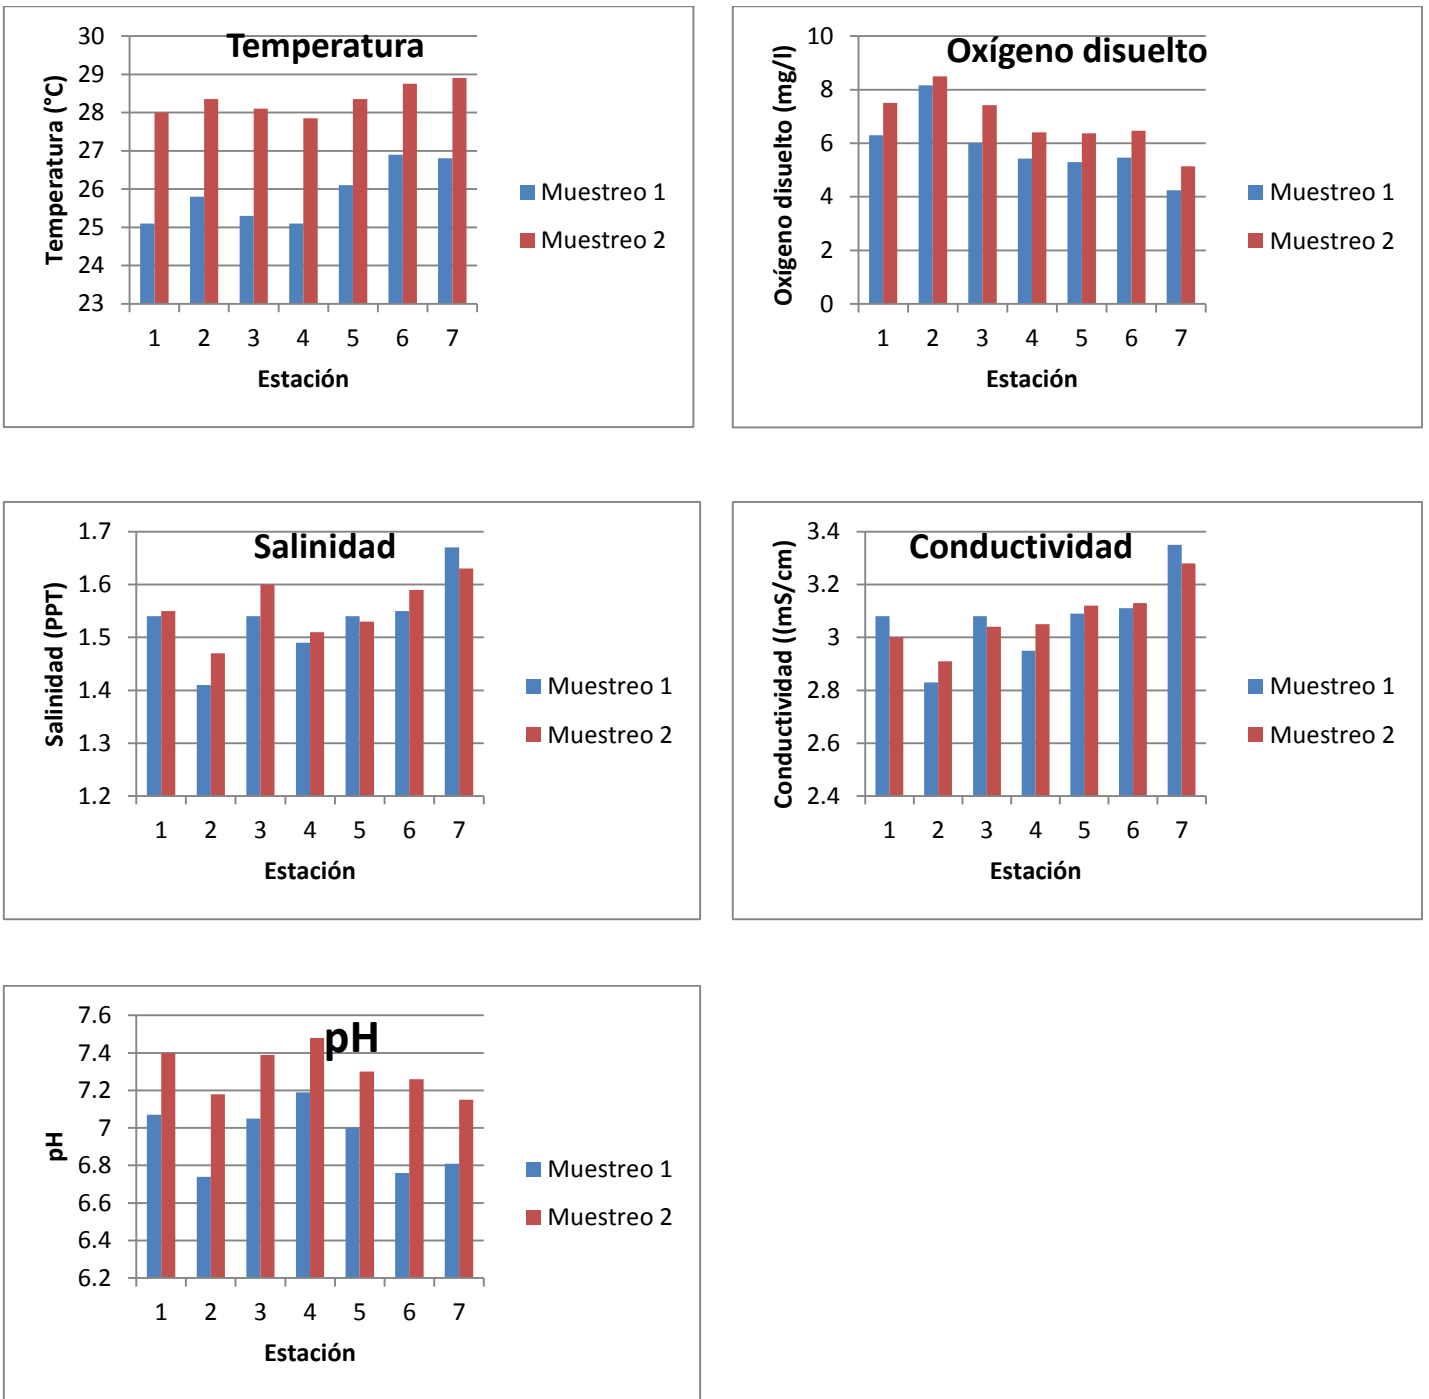 Temperatura
30
29
28
27
26
25
24
23
Temperatura (°C)
1 2 3 4 5 6 7
Estación
Muestreo 1
Muestreo 2
Oxígeno disuelto
10
8
6
4
2
0
Oxígeno disuelto (mg/l)
1 2 3 4 5 6 7
Estación
Muestreo 1
Muestreo 2
Salinidad
1.7
1.6
1.5
1.4
1.3
1.2
Salinidad (PPT)
1 2 3 4 5 6 7
Estación
Muestreo 1
Muestreo 2
Conductividad
3.4
3.2
3
2.8
2.6
2.4
Conductividad ((mS/cm)
1 2 3 4 5 6 7
Estación
Muestreo 1
Muestreo 2
pH
7.6
7.4
7.2
7
6.8
6.6
6.4
6.2
pH
1 2 3 4 5 6 7
Estación
Muestreo 1
Muestreo 2